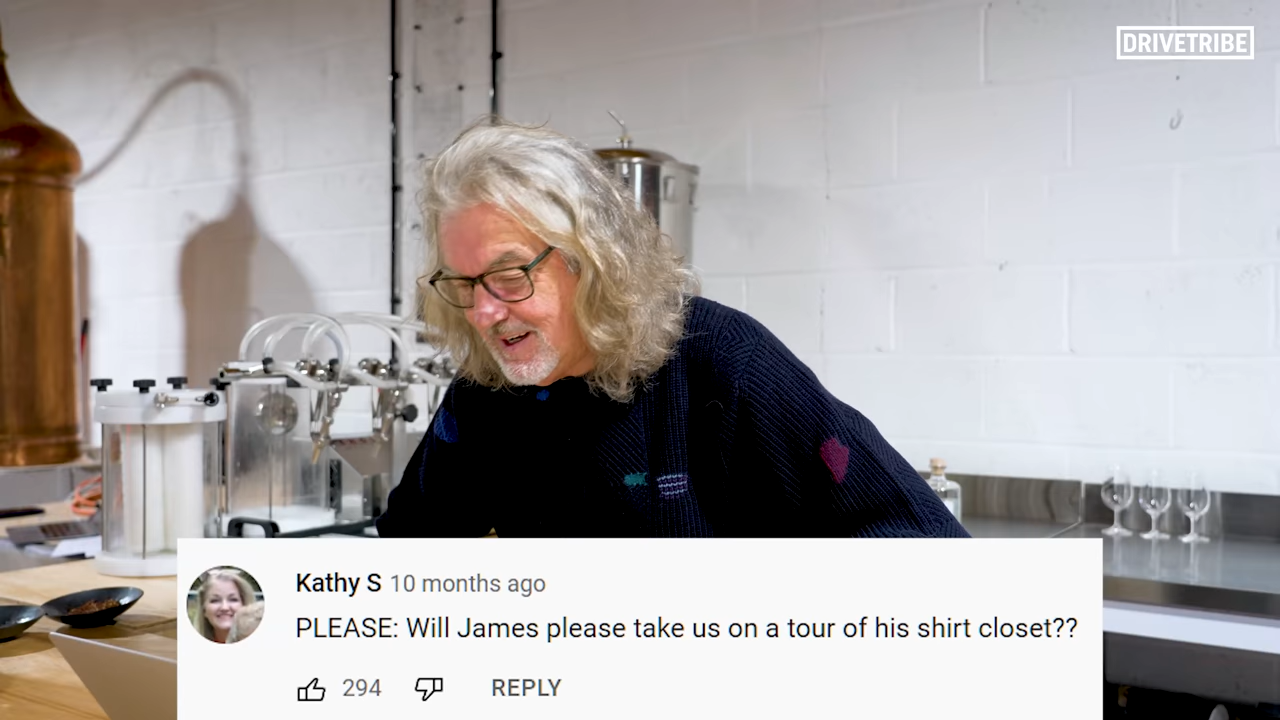 DRIVETRIBE
Kathy S 10 months ago
PLEASE: Will James please take us on a tour of his shirt closet??
294 REPLY